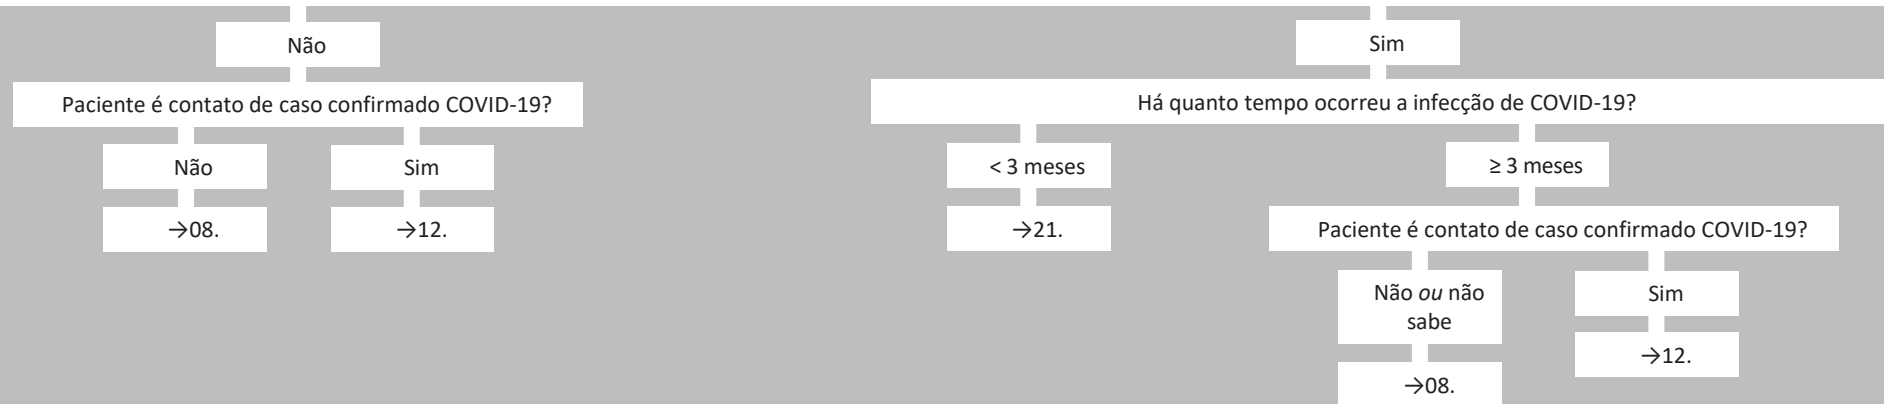 Não
Paciente é contato de caso confirmado COVID-19?
Não
Sim
→08.
→12.
Sim
Há quanto tempo ocorreu a infecção de COVID-19?
< 3 meses
≥ 3 meses
→21.
Paciente é contato de caso confirmado COVID-19?
Não ou não
sabe
Sim
→08.
→12.